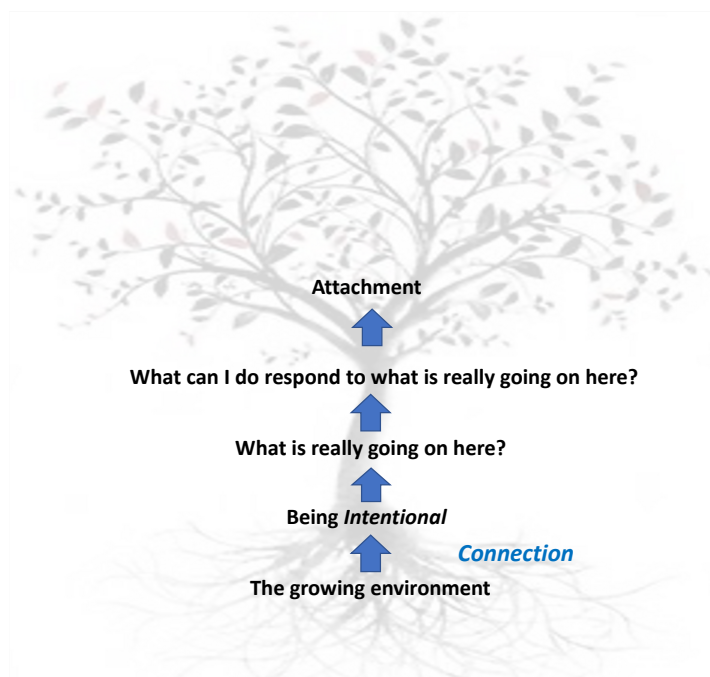 Attachment
What can I do respond to what is really going on here?
What is really going on here?
Being Intentional
Connection
The growing environment